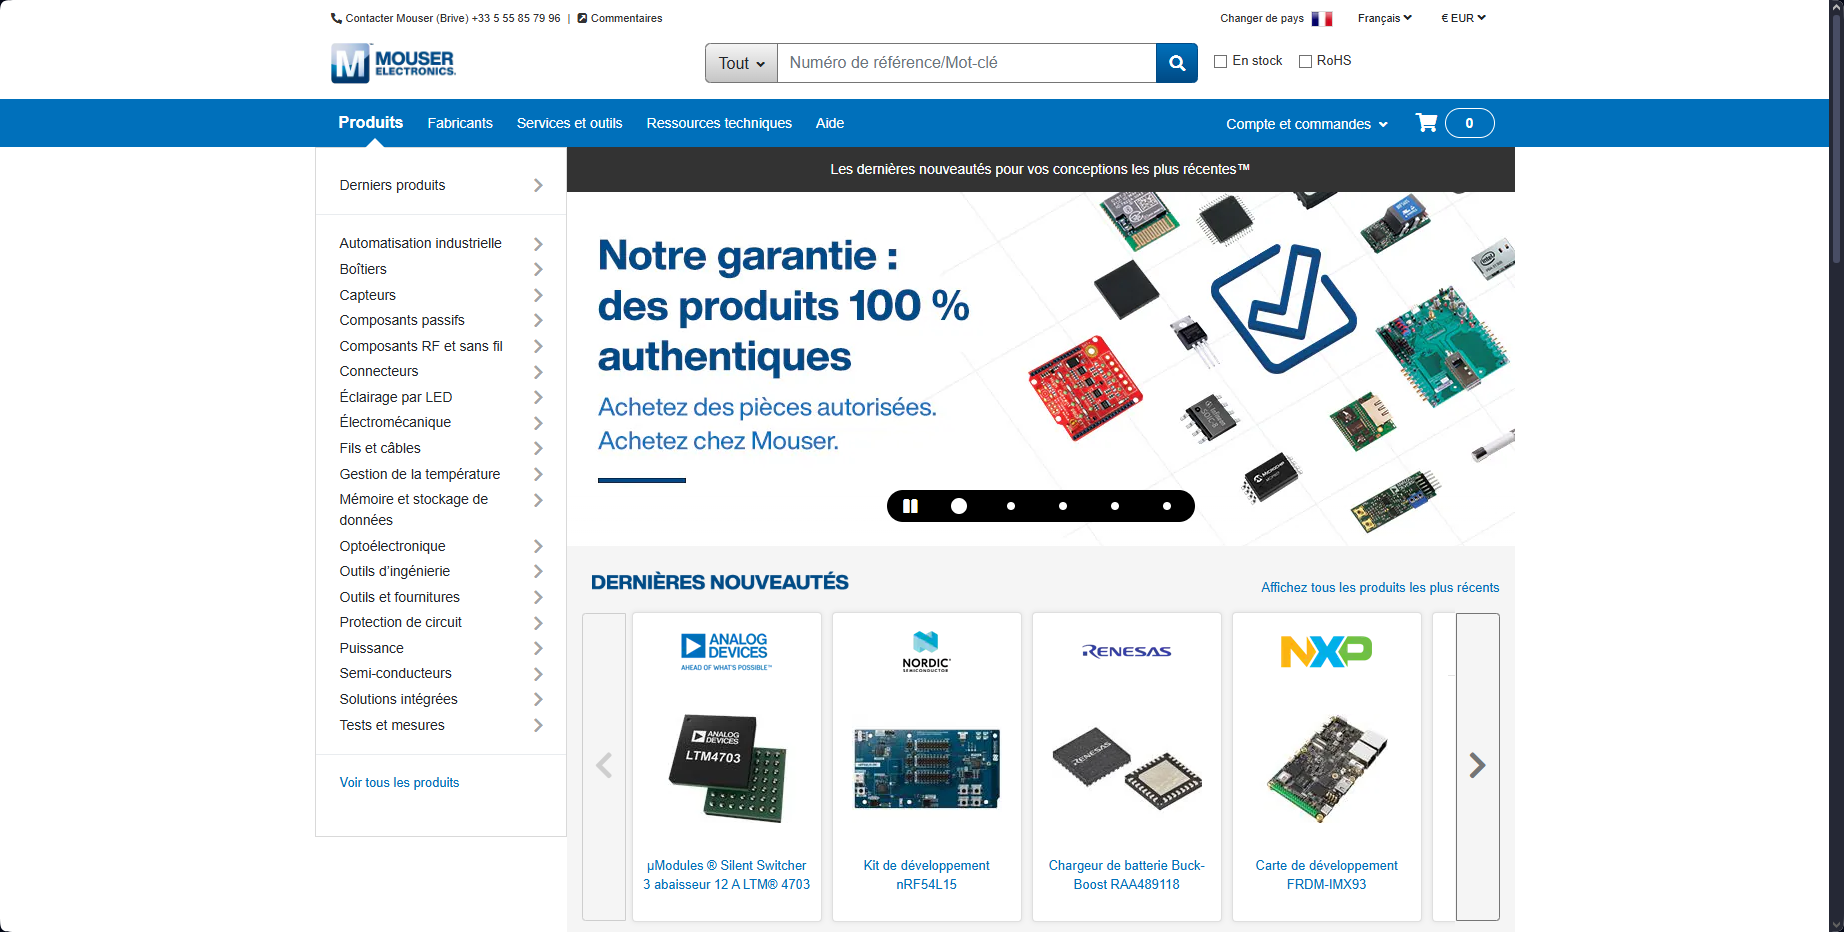 Contacter Mouser (Brive) +33 5 55 85 79 96 | Commentaires
Changer de pays Français € EUR
MOUSER ELECTRONICS
Tout Numéro de référence/Mot-clé
En stock RoHS
Produits Fabricants Services et outils Ressources techniques Aide
Compte et commandes 0
Derniers produits
Automatisation industrielle
Boîtiers
Capteurs
Composants passifs
Composants RF et sans fil
Connecteurs
Éclairage par LED
Électromécanique
Fils et câbles
Gestion de la température
Mémoire et stockage de
données
Optoélectronique
Outils d’ingénierie
Outils et fournitures
Protection de circuit
Puissance
Semi-conducteurs
Solutions intégrées
Tests et mesures
Voir tous les produits
Les dernières nouveautés pour vos conceptions les plus récentes™
Notre garantie :
des produits 100 %
authentiques
Achetez des pièces autorisées.
Achetez chez Mouser.
intel
Infineon
MICROCHIP
DERNIÈRES NOUVEAUTÉS
Affichez tous les produits les plus récents
ANALOG
DEVICES
AHEAD OF WHAT'S POSSIBLE™
ANALOG
DEVICES
LTM4703
µModules ® Silent Switcher
3 abaisseur 12 A LTM® 4703
NORDIC
SEMICONDUCTOR
Kit de développement
nRF54L15
RENESAS
RENESAS
Chargeur de batterie Buck-
Boost RAA489118
NXP
Carte de développement
FRDM-IMX93